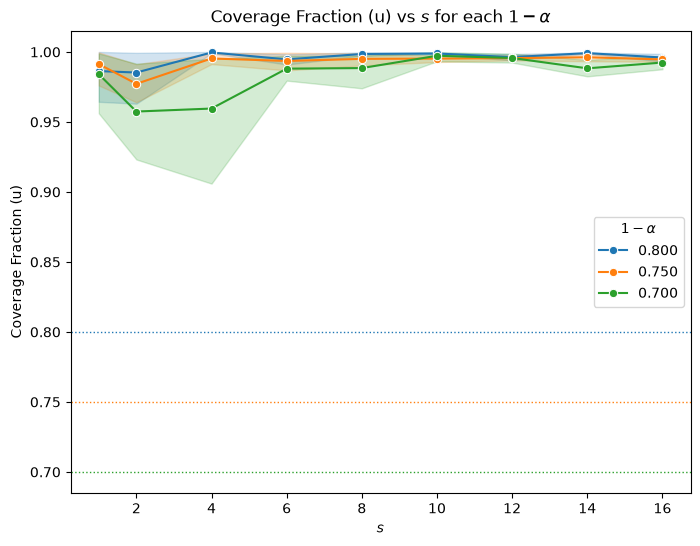 Coverage Fraction (u) vs s for each 1 − α
Coverage Fraction (u)
1.00
0.95
0.90
0.85
0.80
0.75
0.70
1 − α
0.800
0.750
0.700
2 4 6 8 10 12 14 16
s